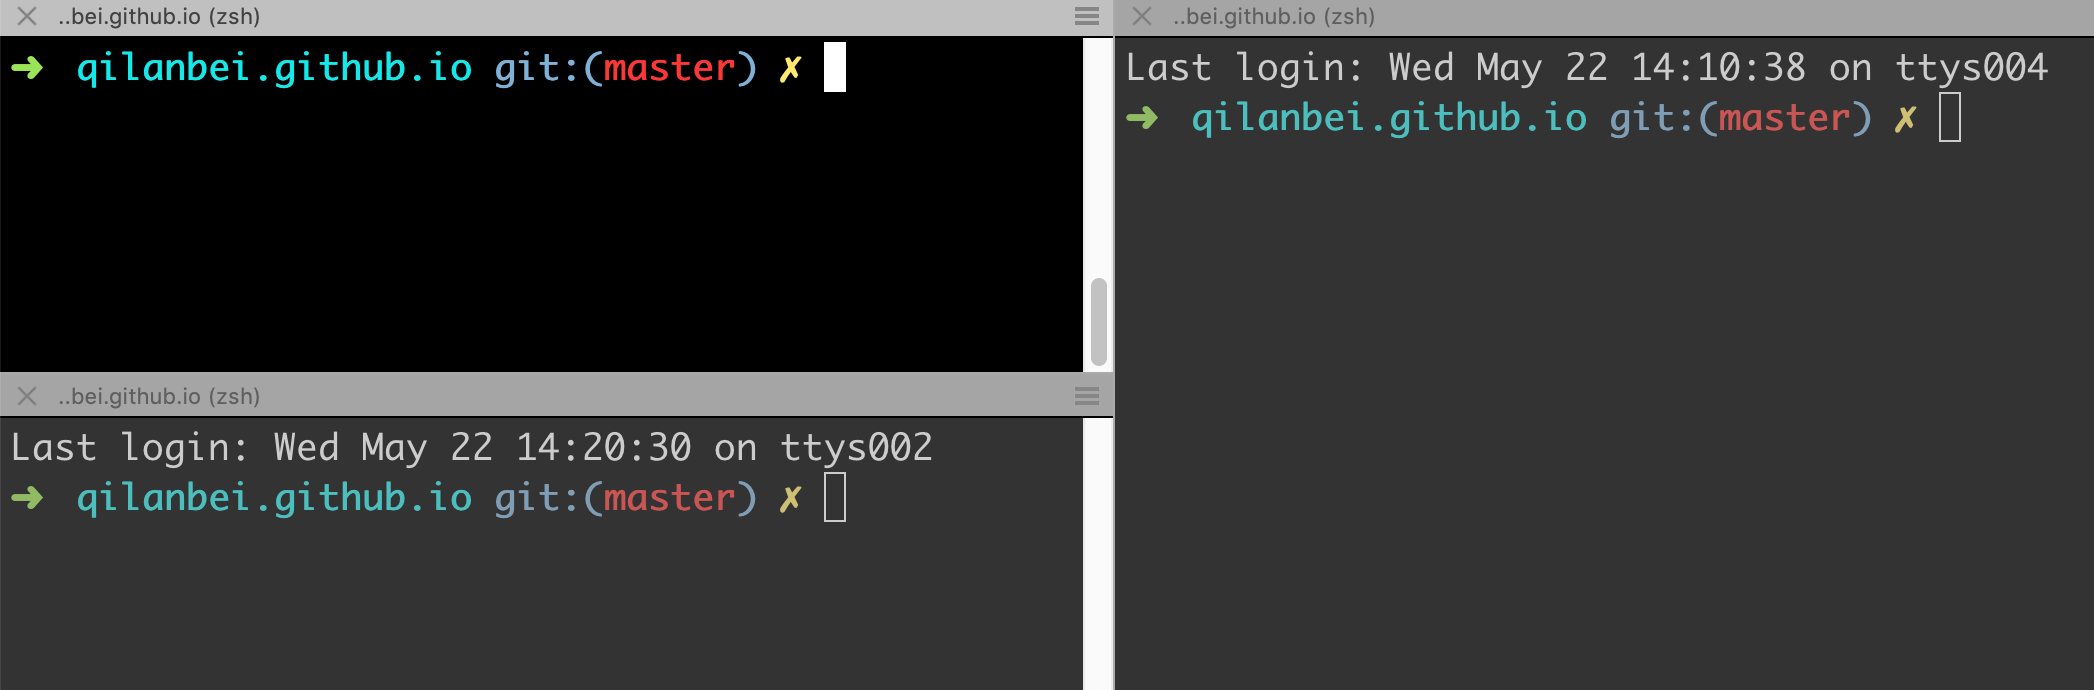 ..bei.github.io (zsh)
➜ qilanbei.github.io git:(master) ✗
..bei.github.io (zsh)
Last login: Wed May 22 14:20:30 on ttys002
➜ qilanbei.github.io git:(master) ✗
..bei.github.io (zsh)
Last login: Wed May 22 14:10:38 on ttys004
➜ qilanbei.github.io git:(master) ✗